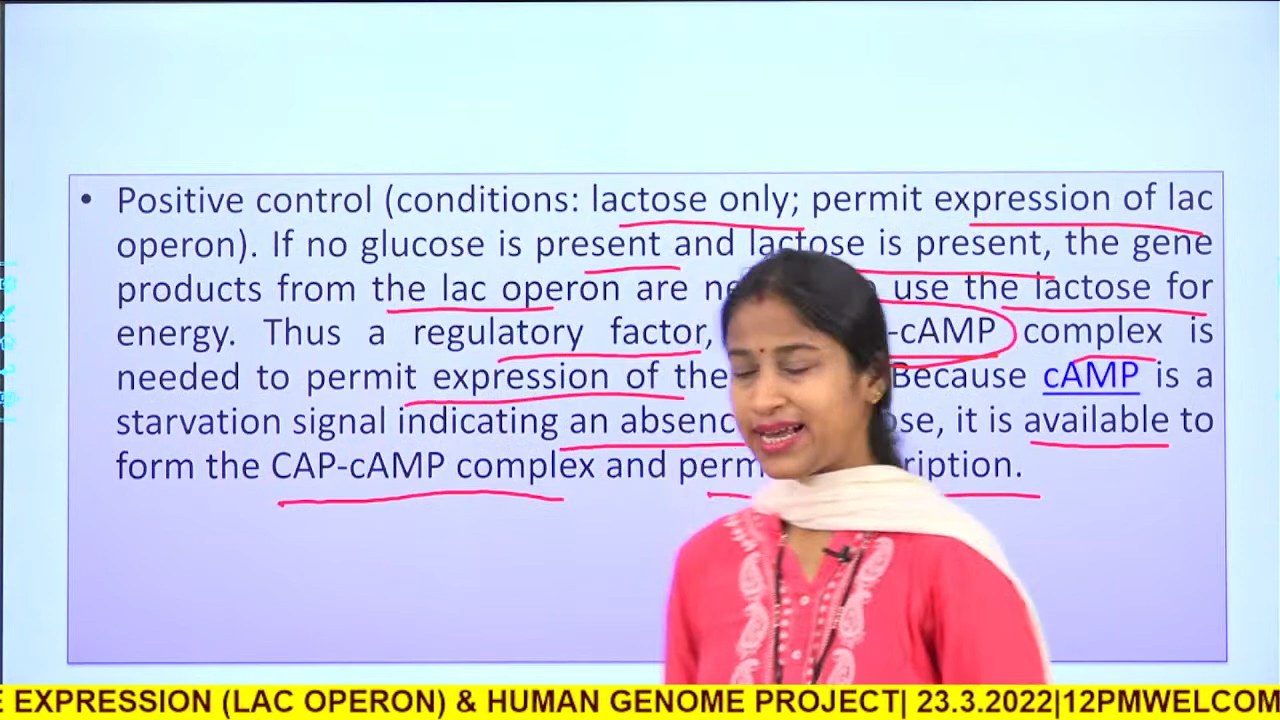 • Positive control (conditions: lactose only; permit expression of lac
operon). If no glucose is present and lactose is present, the gene
products from the lac operon are use the lactose for
energy. Thus a regulatory factor, -cAMP complex is
needed to permit expression of the Because cAMP is a
starvation signal indicating an it is available to
form the CAP-cAMP complex and
EXPRESSION (LAC OPERON) & HUMAN GENOME PROJECT| 23.3.2022|12PMWELCOM